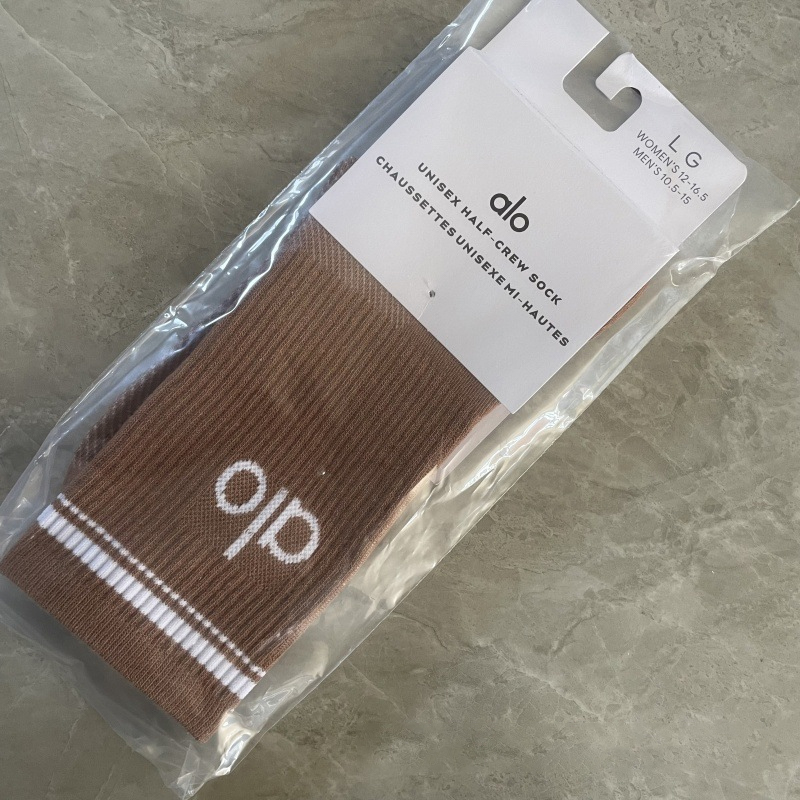 L G
WOMEN'S 12-16.5
MEN'S 10.5-15
alo
UNISEX HALF-CREW SOCK
CHAUSSETTES UNISEXE MI-HAUTES
alo